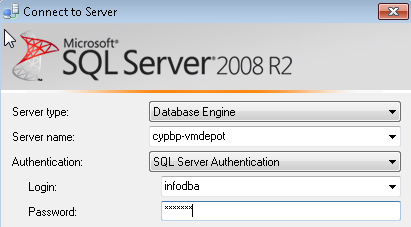 Connect to Server
Microsoft®
SQL Server® 2008 R2
Server type: Database Engine
Server name: cypbp-vmdepot
Authentication: SQL Server Authentication
Login: infodba
Password: *******